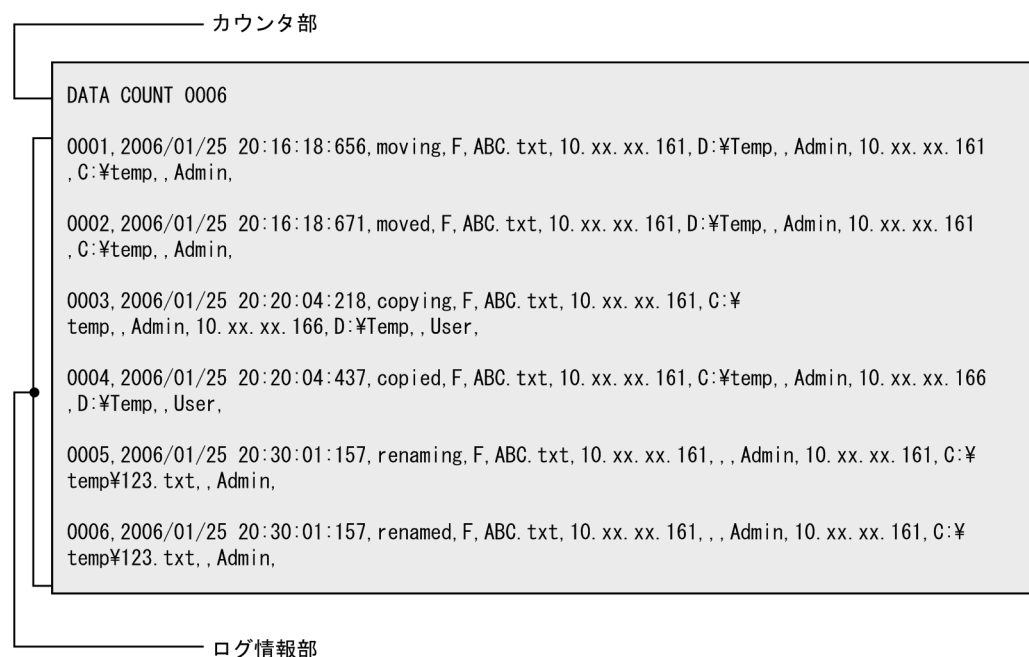 カウンタ部
DATA COUNT 0006
0001,2006/01/25 20:16:18:656,moving,F,ABC.txt,10.xx.xx.161,D:¥Temp,,Admin,10.xx.xx.161
,C:¥temp,,Admin,
0002,2006/01/25 20:16:18:671,moved,F,ABC.txt,10.xx.xx.161,D:¥Temp,,Admin,10.xx.xx.161
,C:¥temp,,Admin,
0003,2006/01/25 20:20:04:218,copying,F,ABC.txt,10.xx.xx.161,C:¥
temp,,Admin,10.xx.xx.166,D:¥Temp,,User,
0004,2006/01/25 20:20:04:437,copied,F,ABC.txt,10.xx.xx.161,C:¥temp,,Admin,10.xx.xx.166
,D:¥Temp,,User,
0005,2006/01/25 20:30:01:157,renaming,F,ABC.txt,10.xx.xx.161,,,Admin,10.xx.xx.161,C:¥
temp¥123.txt,,Admin,
0006,2006/01/25 20:30:01:157,renamed,F,ABC.txt,10.xx.xx.161,,,Admin,10.xx.xx.161,C:¥
temp¥123.txt,,Admin,
ログ情報部